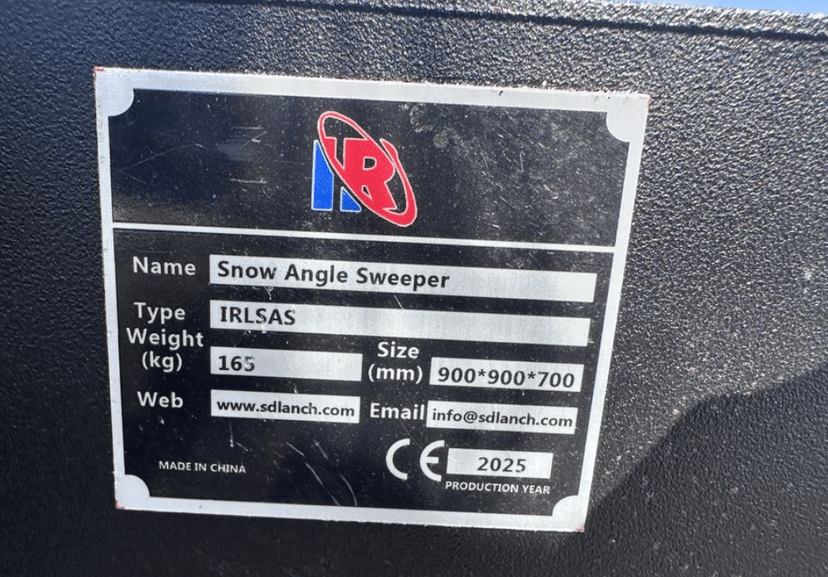 IR
Name Snow Angle Sweeper
Type IRLSAS
Weight (kg) 165 Size (mm) 900*900*700
Web www.sdlanch.com Email info@sdlanch.com
MADE IN CHINA CE 2025
PRODUCTION YEAR